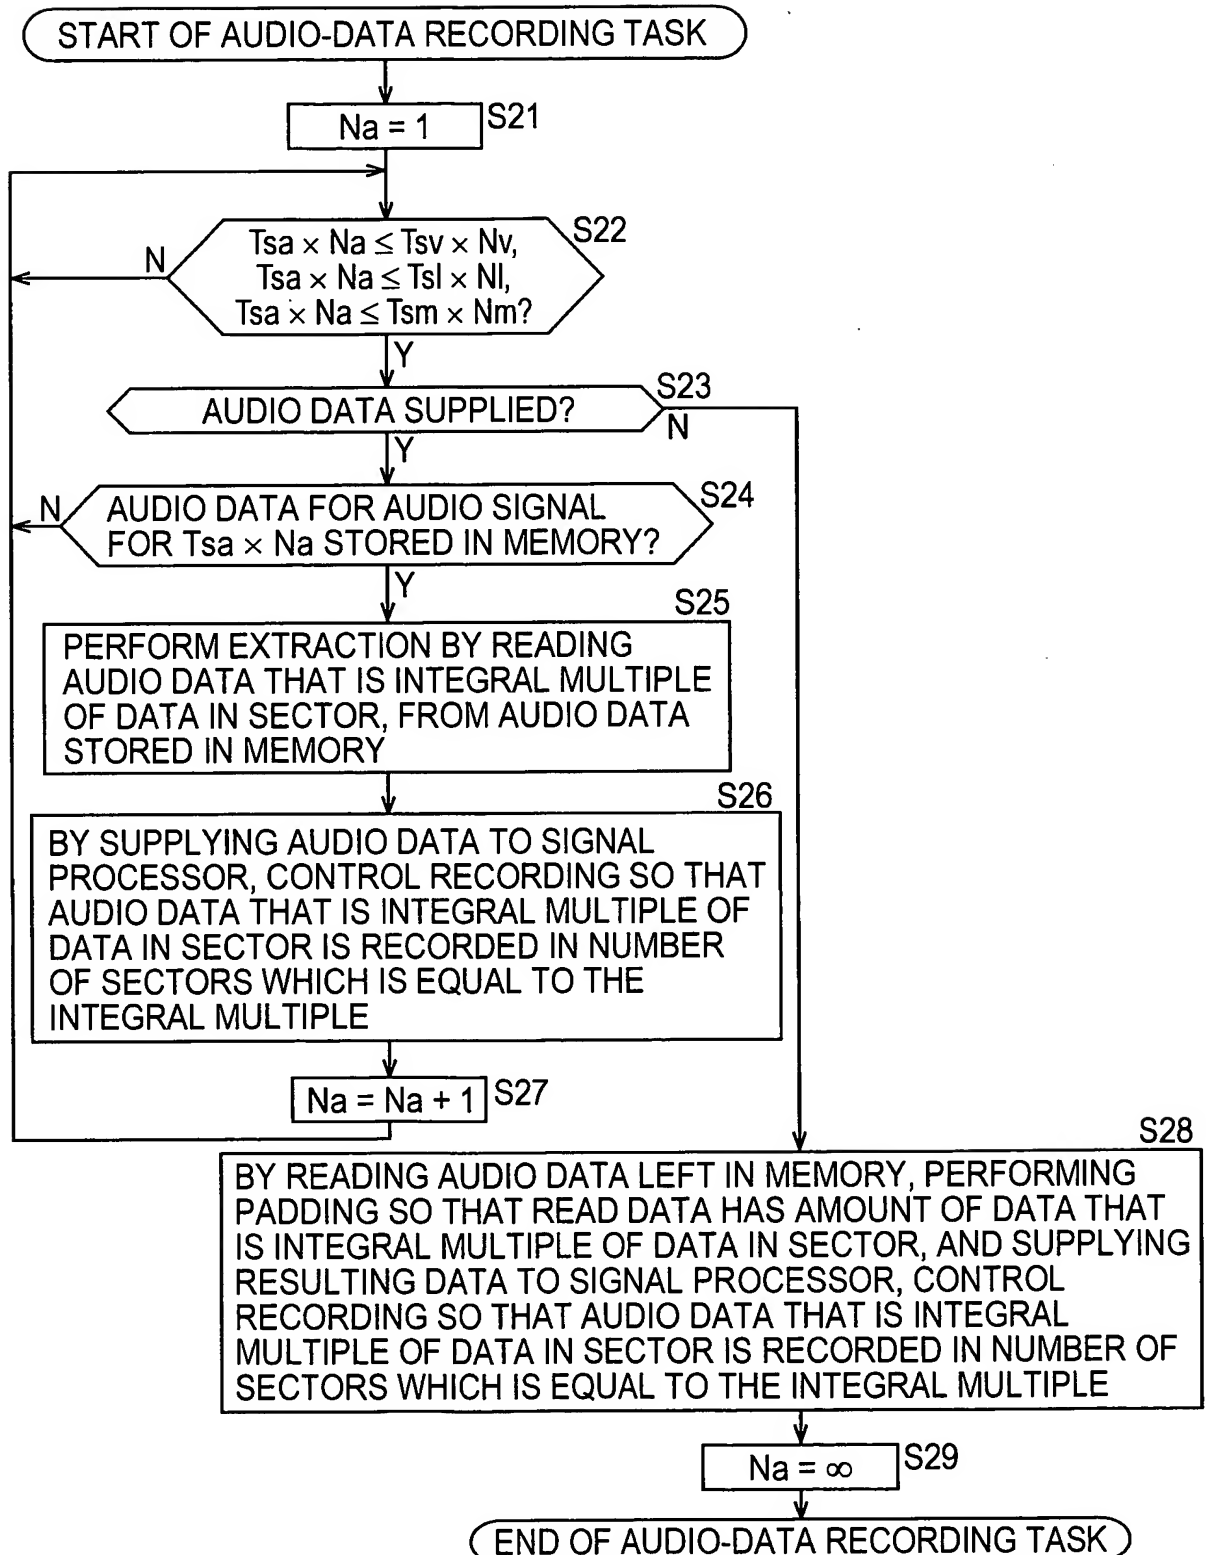 START OF AUDIO-DATA RECORDING TASK
Na = 1
S21
S22
Tsa × Na ≤ Tsv × Nv,
Tsa × Na ≤ Tsl × Nl,
Tsa × Na ≤ Tsm × Nm?
N
Y
S23
AUDIO DATA SUPPLIED?
N
Y
S24
N
AUDIO DATA FOR AUDIO SIGNAL
FOR Tsa × Na STORED IN MEMORY?
Y
S25
PERFORM EXTRACTION BY READING
AUDIO DATA THAT IS INTEGRAL MULTIPLE
OF DATA IN SECTOR, FROM AUDIO DATA
STORED IN MEMORY
S26
BY SUPPLYING AUDIO DATA TO SIGNAL
PROCESSOR, CONTROL RECORDING SO THAT
AUDIO DATA THAT IS INTEGRAL MULTIPLE OF
DATA IN SECTOR IS RECORDED IN NUMBER
OF SECTORS WHICH IS EQUAL TO THE
INTEGRAL MULTIPLE
Na = Na + 1
S27
S28
BY READING AUDIO DATA LEFT IN MEMORY, PERFORMING
PADDING SO THAT READ DATA HAS AMOUNT OF DATA THAT
IS INTEGRAL MULTIPLE OF DATA IN SECTOR, AND SUPPLYING
RESULTING DATA TO SIGNAL PROCESSOR, CONTROL
RECORDING SO THAT AUDIO DATA THAT IS INTEGRAL
MULTIPLE OF DATA IN SECTOR IS RECORDED IN NUMBER OF
SECTORS WHICH IS EQUAL TO THE INTEGRAL MULTIPLE
Na = ∞
S29
END OF AUDIO-DATA RECORDING TASK